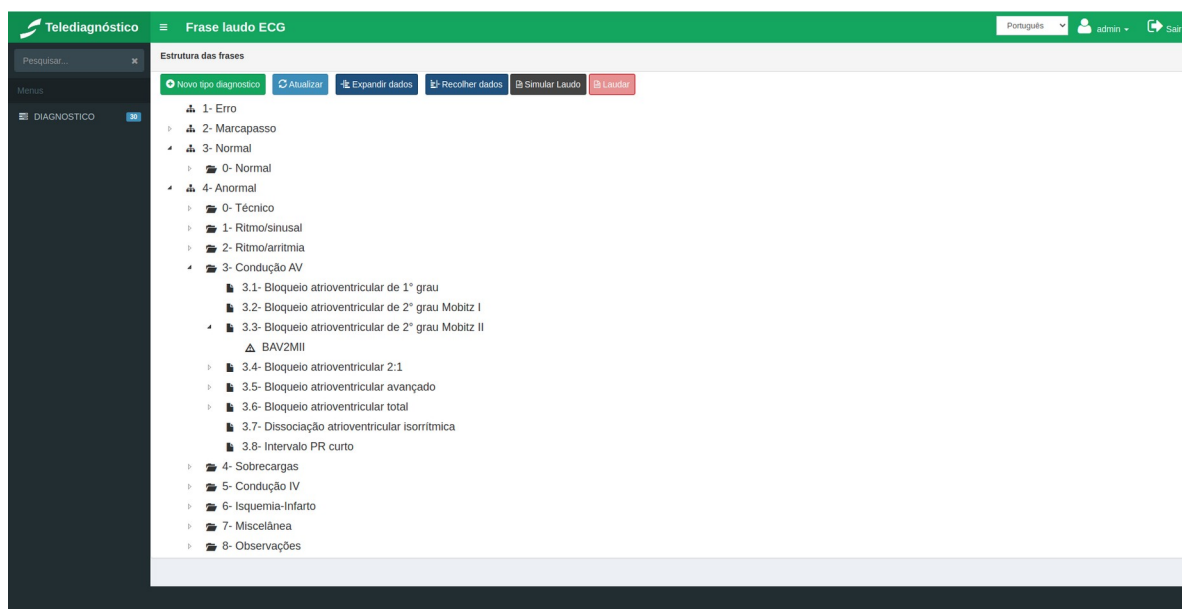 Telediagnóstico
Frase laudo ECG
Português
admin
Sair
Pesquisar...
Estrutura das frases
Menus
Novo tipo diagnostico
Atualizar
Expandir dados
Recolher dados
Simular Laudo
Laudar
DIAGNOSTICO 30
1- Erro
2- Marcapasso
3- Normal
0- Normal
4- Anormal
0- Técnico
1- Ritmo/sinusal
2- Ritmo/arritmia
3- Condução AV
3.1- Bloqueio atrioventricular de 1° grau
3.2- Bloqueio atrioventricular de 2° grau Mobitz I
3.3- Bloqueio atrioventricular de 2° grau Mobitz II
BAV2MII
3.4- Bloqueio atrioventricular 2:1
3.5- Bloqueio atrioventricular avançado
3.6- Bloqueio atrioventricular total
3.7- Dissociação atrioventricular isorrítmica
3.8- Intervalo PR curto
4- Sobrecargas
5- Condução IV
6- Isquemia-Infarto
7- Miscelânea
8- Observações